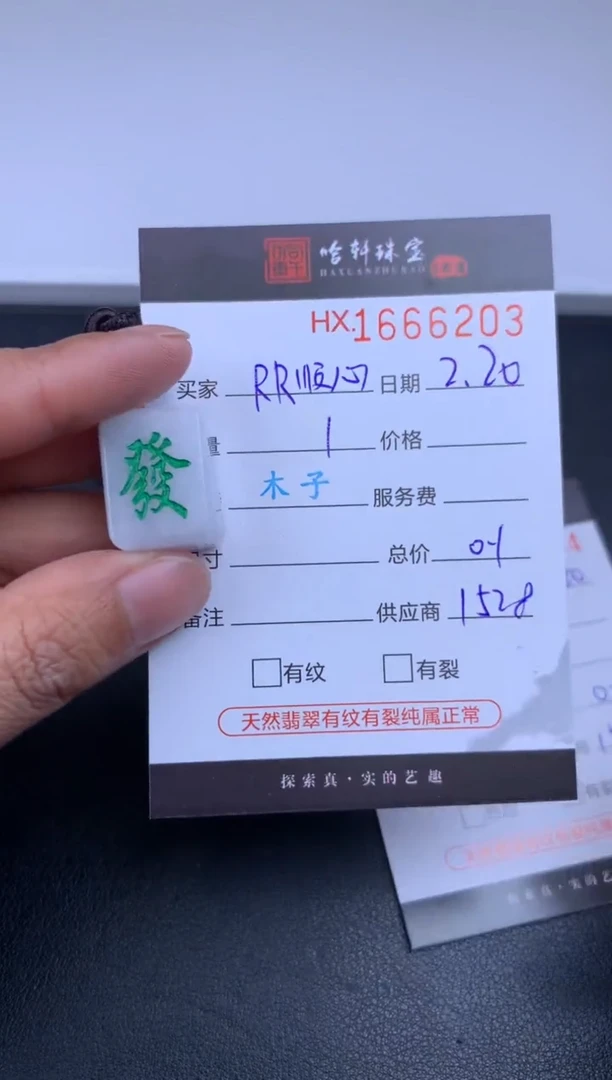 哈轩珠宝
HAXUANZHUBAO
HX.1666203
买家 RR顺心 日期 2.20
量 1 价格
木子 服务费
寸 总价 04
备注 供应商 1528
有纹 有裂
天然翡翠有纹有裂纯属正常
探索真·实的艺趣
發